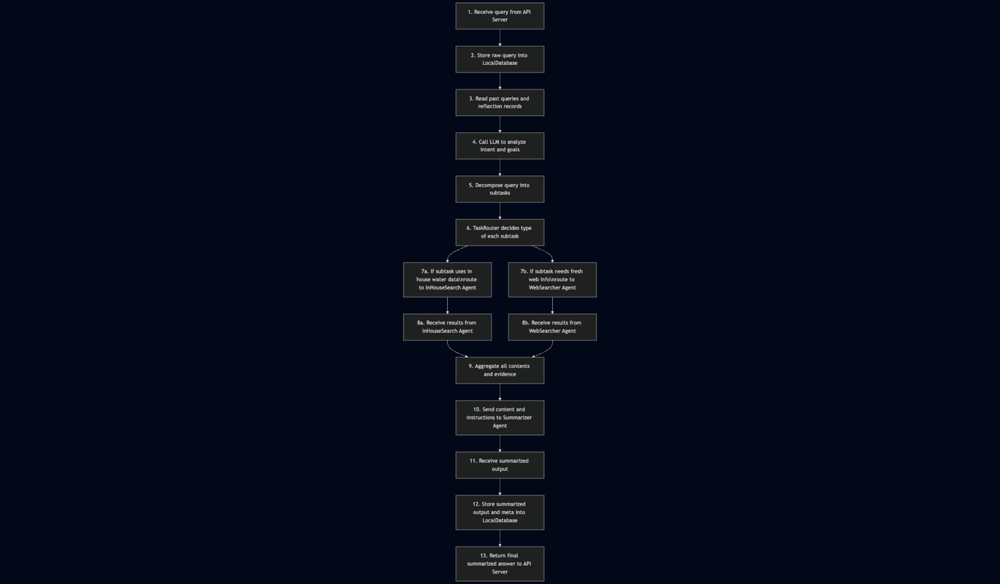 1. Receive query from API
Server
2. Store raw query into
LocalDatabase
3. Read past queries and
reflection records
4. Call LLM to analyze
intent and goals
5. Decompose query into
subtasks
6. TaskRouter decides type
of each subtask
7a. If subtask uses in
house water data\nroute
to InHouseSearch Agent
7b. If subtask needs fresh
web info\nroute to
WebSearcher Agent
8a. Receive results from
InHouseSearch Agent
8b. Receive results from
WebSearcher Agent
9. Aggregate all contents
and evidence
10. Send content and
instructions to Summarizer
Agent
11. Receive summarized
output
12. Store summarized
output and meta into
LocalDatabase
13. Return final
summarized answer to API
Server